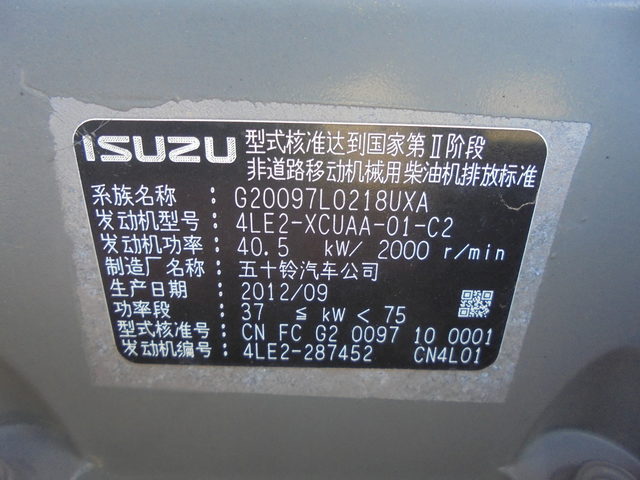 ISUZU 型式核准达到国家第Ⅱ阶段
非道路移动机械用柴油机排放标准
系族名称： G20097L0218UXA
发动机型号： 4LE2-XCUAA-01-C2
发动机功率： 40.5 kW/ 2000 r/min
制造厂名称： 五十铃汽车公司
生产日期： 2012/09
功率段： 37 ≦ kW < 75
型式核准号： CN FC G2 0097 10 0001
发动机编号： 4LE2-287452 CN4L01